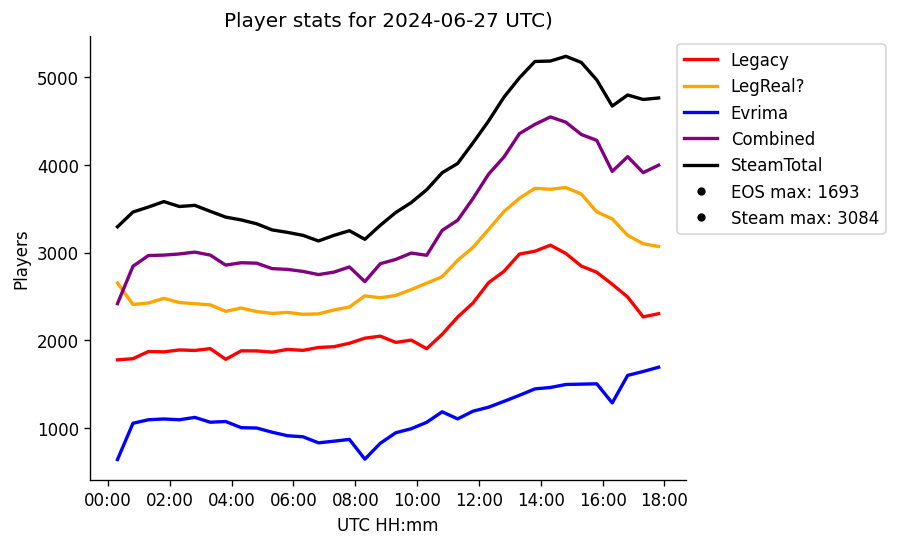 Player stats for 2024-06-27 UTC)
Legacy
LegReal?
Evrima
Combined
SteamTotal
EOS max: 1693
Steam max: 3084
Players
5000
4000
3000
2000
1000
00:00 02:00 04:00 06:00 08:00 10:00 12:00 14:00 16:00 18:00
UTC HH:mm